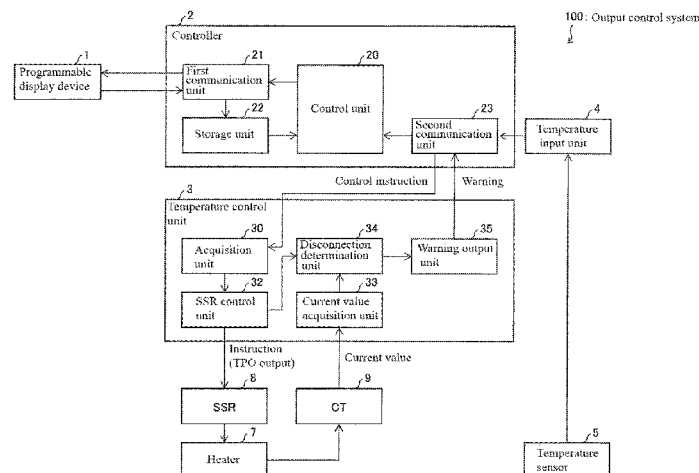 100: Output control system
2
Controller
1
Programmable
display device
21
First
communication
unit
20
Control unit
22
Storage unit
23
Second
communication
unit
4
Temperature
input unit
Control instruction
Warning
3
Temperature control
unit
30
Acquisition
unit
34
Disconnection
determination
unit
35
Warning output
unit
32
SSR control
unit
33
Current value
acquisition unit
Instruction
(TPO output)
Current value
8
SSR
9
CT
7
Heater
5
Temperature
sensor